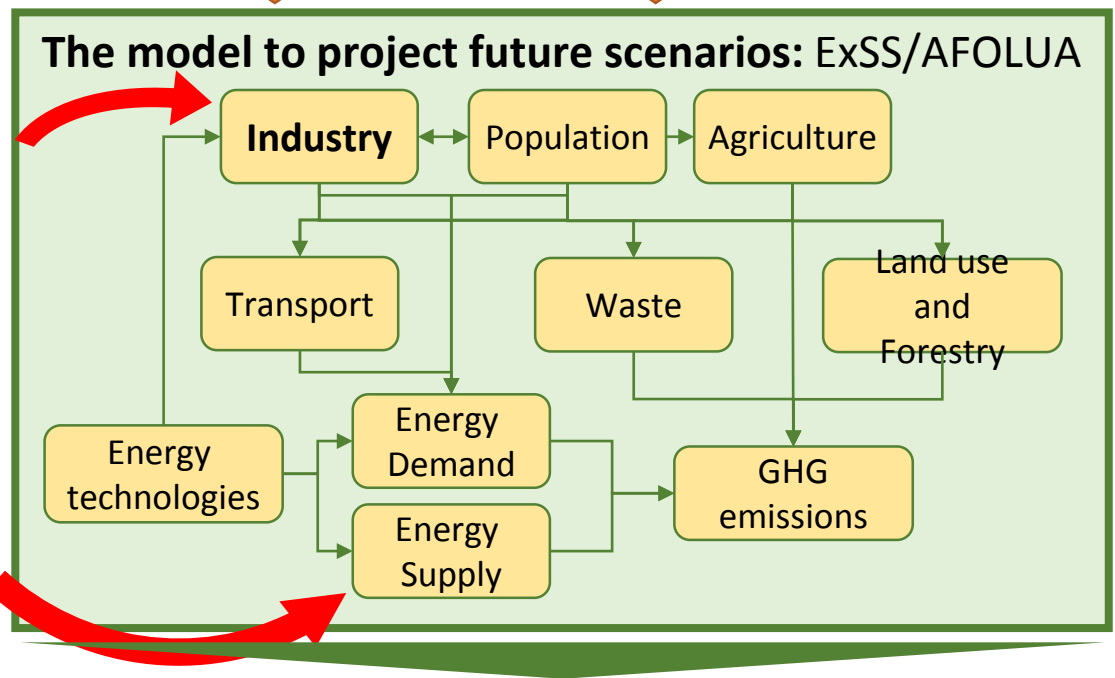 The model to project future scenarios: ExSS/AFOLUA
Industry
Population
Agriculture
Transport
Waste
Land use
and
Forestry
Energy
technologies
Energy
Demand
Energy
Supply
GHG
emissions